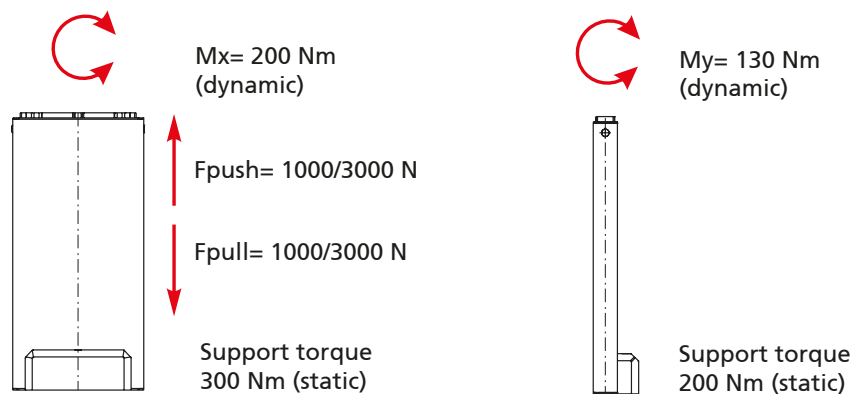 Mx= 200 Nm
(dynamic)
Fpush= 1000/3000 N
Fpull= 1000/3000 N
Support torque
300 Nm (static)
My= 130 Nm
(dynamic)
Support torque
200 Nm (static)